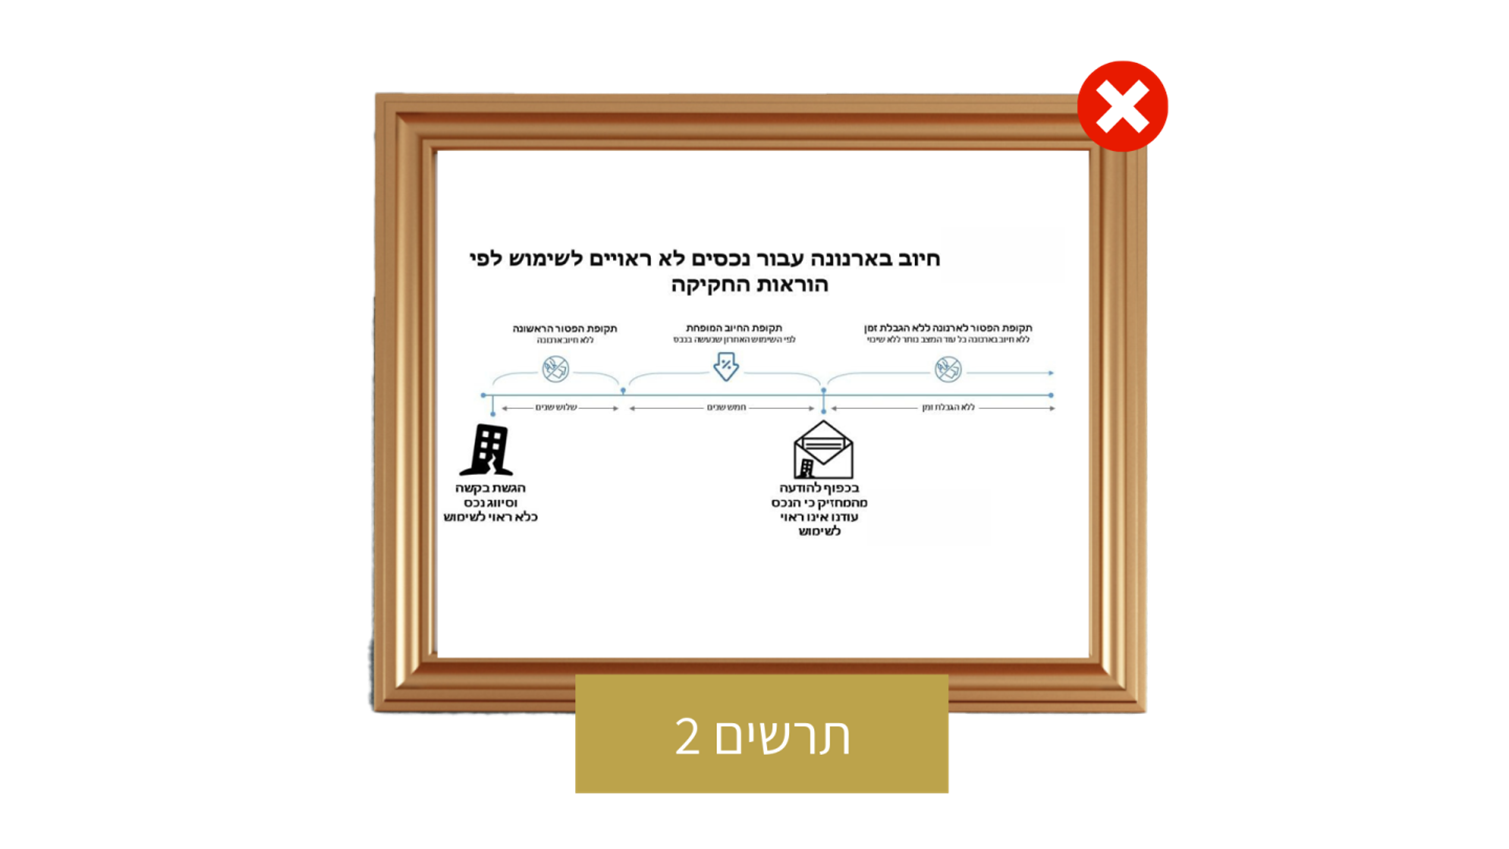 חיוב בארנונה עבור נכסים לא ראויים לשימוש לפי
הוראות החקיקה
תקופת הפטור הראשונה
ללא חיוב ארנונה
תקופת החיוב המופחת
לפי השימוש האחרון שנעשה בנכס
תקופת הפטור לארנונה ללא הגבלת זמן
ללא חיוב בארנונה כל עוד המצב נותר ללא שינוי
שלוש שנים
חמש שנים
ללא הגבלת זמן
הגשת בקשה
וסיווג נכס
כלא ראוי לשימוש
בכפוף להודעה
מהמחזיק כי הנכס
עודנו אינו ראוי
לשימוש
תרשים 2